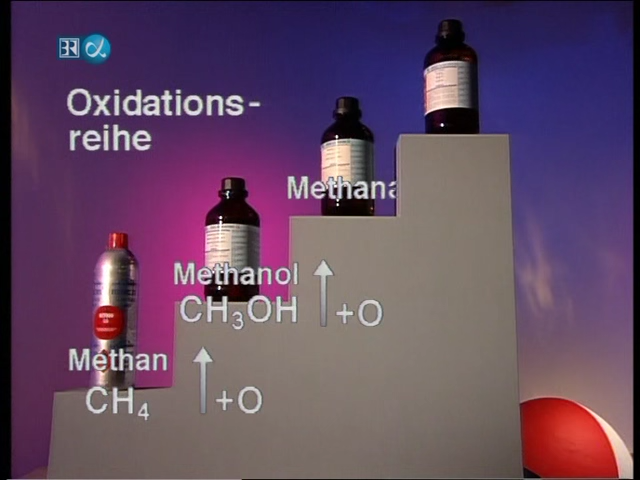 BR α
Oxidations-
reihe
Methana
Methanol
CH₃OH
+O
Methan
CH₄
+O